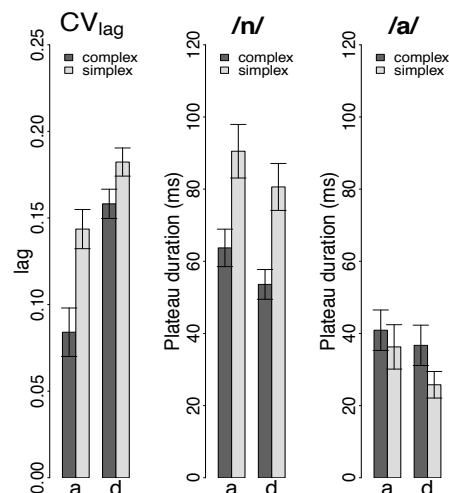 CV lag
complex
simplex
lag
0.00 0.05 0.10 0.15 0.20 0.25
a d
/n/
complex
simplex
Plateau duration (ms)
0 20 40 60 80 100 120
a d
/a/
complex
simplex
Plateau duration (ms)
0 20 40 60 80 100 120
a d